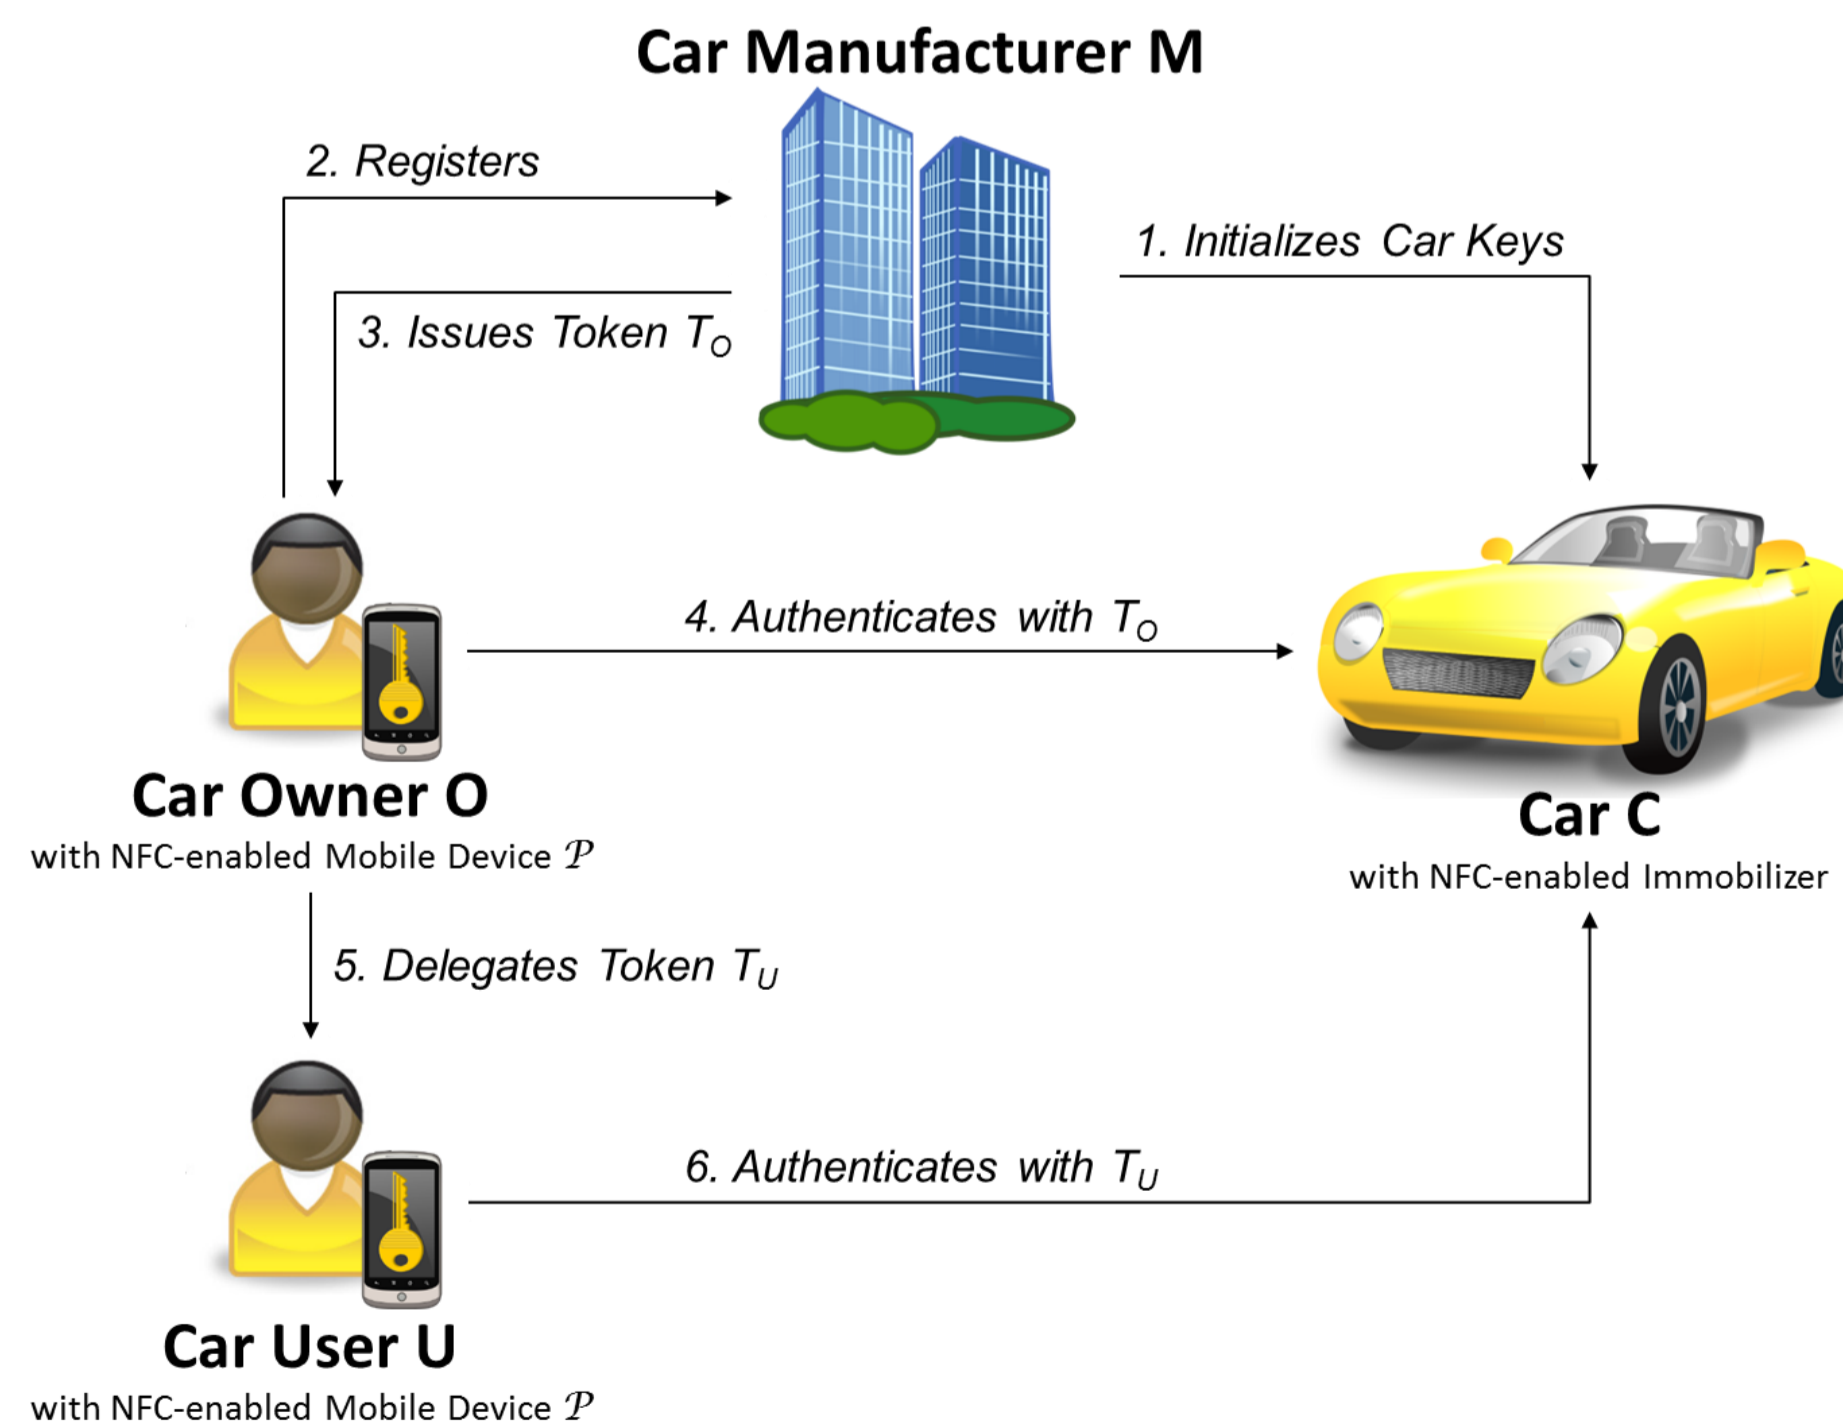 Car Manufacturer M
2. Registers
1. Initializes Car Keys
3. Issues Token T_O
4. Authenticates with T_O
Car Owner O
with NFC-enabled Mobile Device 𝒫
Car C
with NFC-enabled Immobilizer
5. Delegates Token T_U
6. Authenticates with T_U
Car User U
with NFC-enabled Mobile Device 𝒫